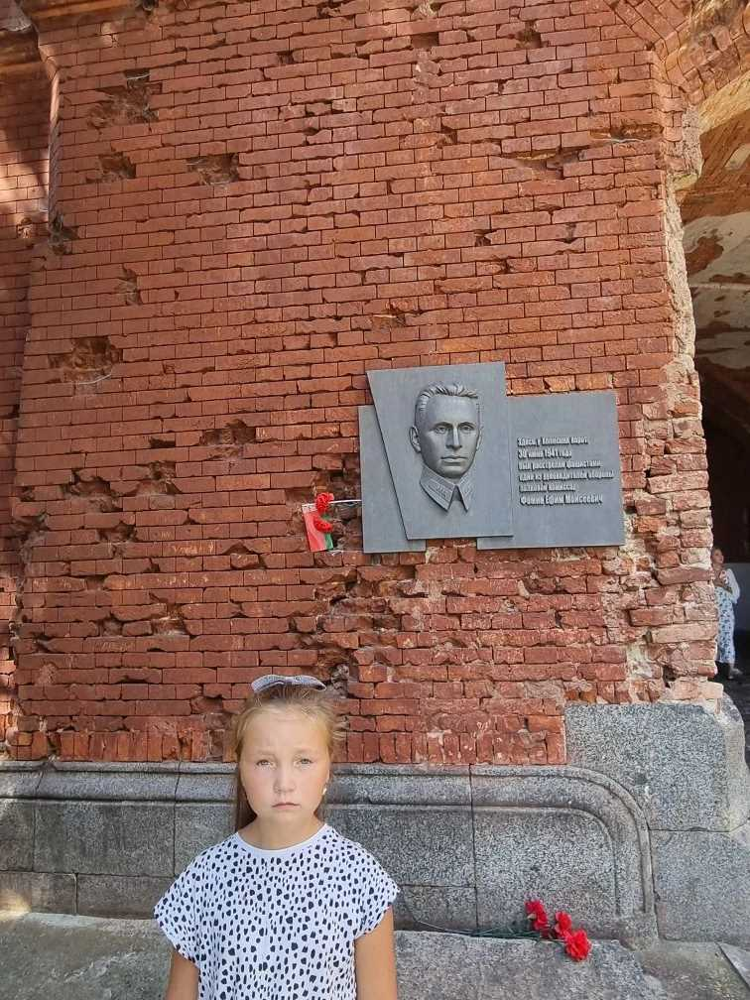 Здесь у Холмских ворот,
30 июня 1941 года
был расстрелян фашистами
один из руководителей обороны
полковой комиссар
Фомин Ефим Моисеевич